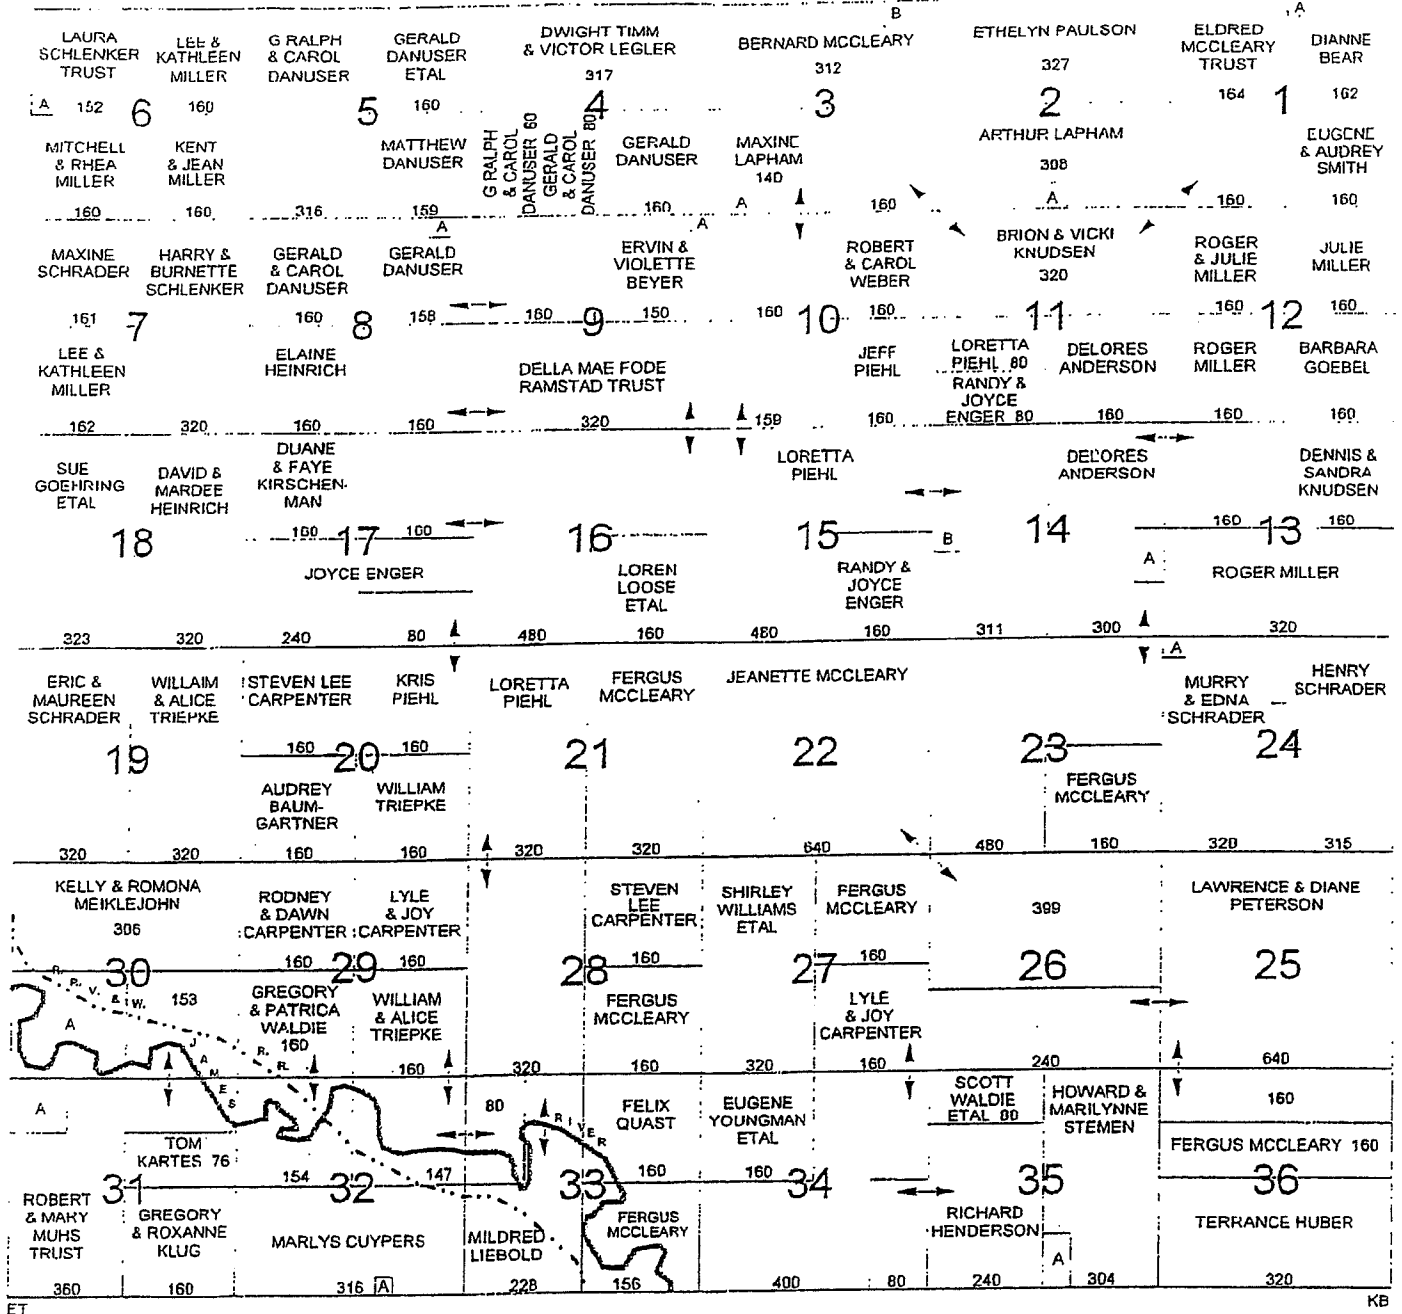 B
A
LAURA
SCHLENKER
TRUST
LEE &
KATHLEEN
MILLER
G RALPH
& CAROL
DANUSER
GERALD
DANUSER
ETAL
DWIGHT TIMM
& VICTOR LEGLER
317
BERNARD MCCLEARY
312
ETHELYN PAULSON
327
ELDRED
MCCLEARY
TRUST
DIANNE
BEAR
A 152 6 160 5 160 4 3 2 164 1 162
MITCHELL
& RHEA
MILLER
KENT
& JEAN
MILLER
MATTHEW
DANUSER
G RALPH
& CAROL
DANUSER 60
GERALD
& CAROL
DANUSER 80
GERALD
DANUSER
MAXINE
LAPHAM
140
ARTHUR LAPHAM
308
EUGENE
& AUDREY
SMITH
160 160 316 159 160 A 160 A 160 160
A A
MAXINE
SCHRADER
HARRY &
BURNETTE
SCHLENKER
GERALD
& CAROL
DANUSER
GERALD
DANUSER
ERVIN &
VIOLETTE
BEYER
ROBERT
& CAROL
WEBER
BRION & VICKI
KNUDSEN
320
ROGER
& JULIE
MILLER
JULIE
MILLER
161 7 160 8 158 160 9 150 160 10 160 11 160 12 160
LEE &
KATHLEEN
MILLER
ELAINE
HEINRICH
DELLA MAE FODE
RAMSTAD TRUST
JEFF
PIEHL
LORETTA
PIEHL 80
RANDY &
JOYCE
ENGER 80
DELORES
ANDERSON
ROGER
MILLER
BARBARA
GOEBEL
162 320 160 160 320 159 160 160 160 160
SUE
GOEHRING
ETAL
DAVID &
MARDEE
HEINRICH
DUANE
& FAYE
KIRSCHEN-
MAN
LORETTA
PIEHL
DELORES
ANDERSON
DENNIS &
SANDRA
KNUDSEN
18 160 17 160 16 15 B 14 160 13 160
JOYCE ENGER
LOREN
LOOSE
ETAL
RANDY &
JOYCE
ENGER
A
ROGER MILLER
323 320 240 80 480 160 480 160 311 300 320
A
ERIC &
MAUREEN
SCHRADER
WILLAIM
& ALICE
TRIEPKE
STEVEN LEE
CARPENTER
KRIS
PIEHL
LORETTA
PIEHL
FERGUS
MCCLEARY
JEANETTE MCCLEARY
MURRY
& EDNA
SCHRADER
HENRY
SCHRADER
19 160 20 160 21 22 23 24
AUDREY
BAUM-
GARTNER
WILLIAM
TRIEPKE
FERGUS
MCCLEARY
320 320 160 160 320 320 640 480 160 320 315
KELLY & ROMONA
MEIKLEJOHN
306
RODNEY
& DAWN
CARPENTER
LYLE
& JOY
CARPENTER
STEVEN
LEE
CARPENTER
SHIRLEY
WILLIAMS
ETAL
FERGUS
MCCLEARY
399
LAWRENCE & DIANE
PETERSON
30 160 29 160 28 160 27 160 26 25
R. R. V. & W. R. R.
153
A
GREGORY
& PATRICA
WALDIE
160
WILLIAM
& ALICE
TRIEPKE
FERGUS
MCCLEARY
LYLE
& JOY
CARPENTER
JAMES
160 320 160 320 160 240 640
A
80
RIVER
FELIX
QUAST
EUGENE
YOUNGMAN
ETAL
SCOTT
WALDIE
ETAL 80
HOWARD &
MARILYNNE
STEMEN
160
TOM
KARTES 76
FERGUS MCCLEARY 160
31 154 32 147 33 160 160 34 35 36
ROBERT
& MARY
MUHS
TRUST
GREGORY
& ROXANNE
KLUG
MARLYS CUYPERS
MILDRED
LIEBOLD
FERGUS
MCCLEARY
RICHARD
HENDERSON
A
TERRANCE HUBER
360 160 316 A 228 156 400 80 240 304 320
ET KB